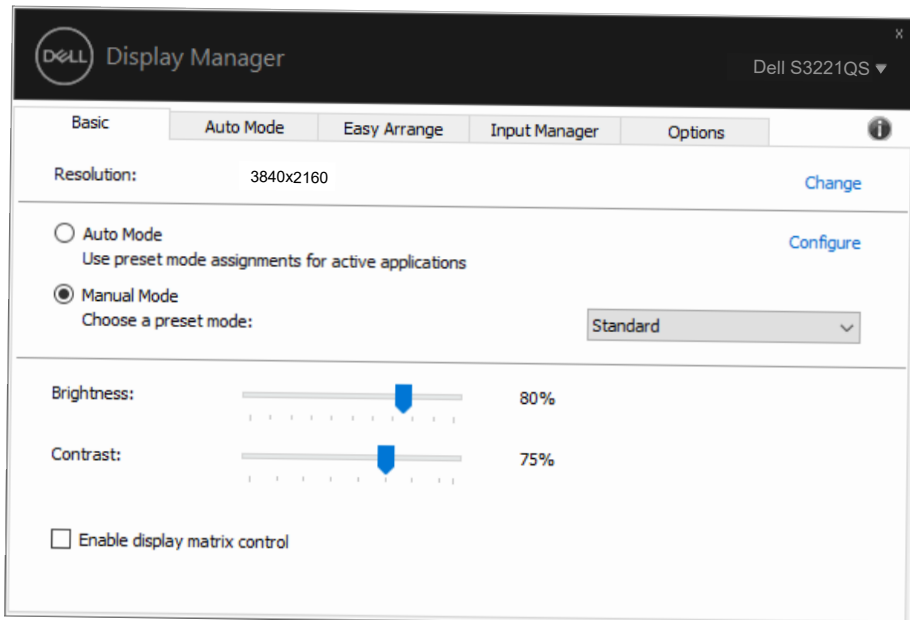 DELL Display Manager
x
Dell S3221QS
Basic Auto Mode Easy Arrange Input Manager Options i
Resolution: 3840x2160 Change
Auto Mode Configure
Use preset mode assignments for active applications
Manual Mode
Choose a preset mode: Standard
Brightness: 80%
Contrast: 75%
Enable display matrix control